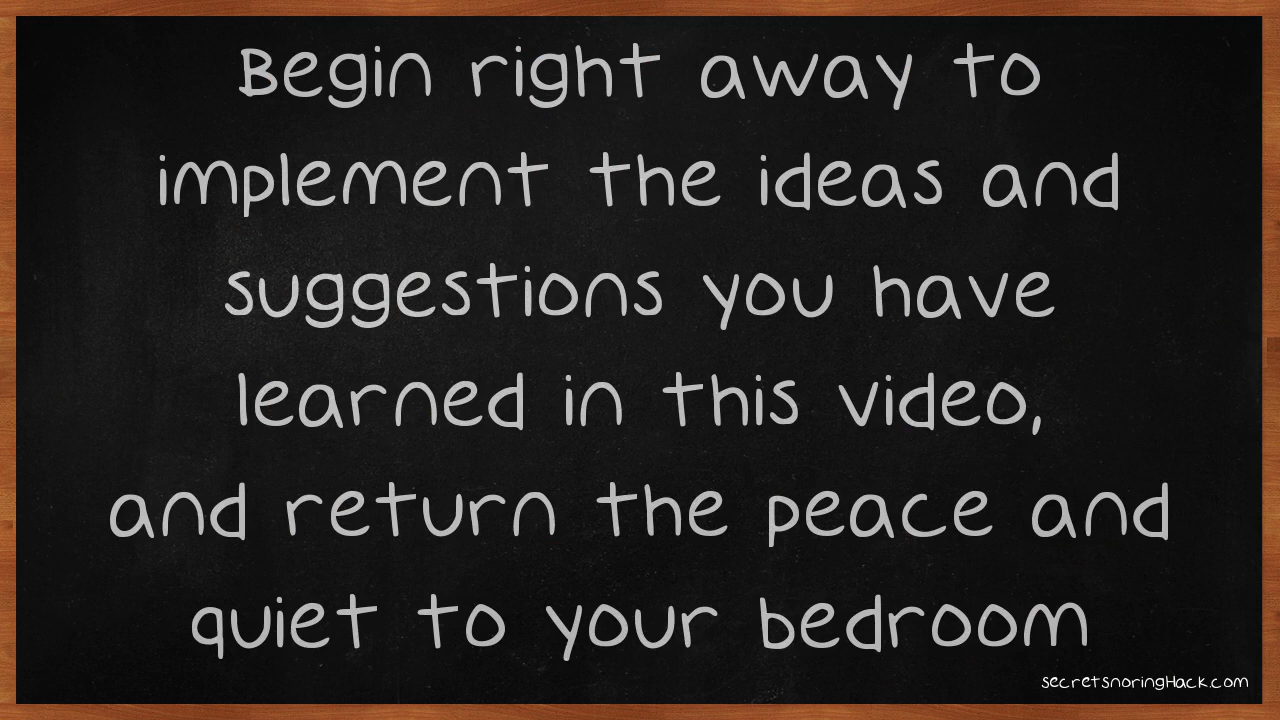 Begin right away to
implement the ideas and
suggestions you have
learned in this video,
and return the peace and
quiet to your bedroom
secretsnoringHack.com